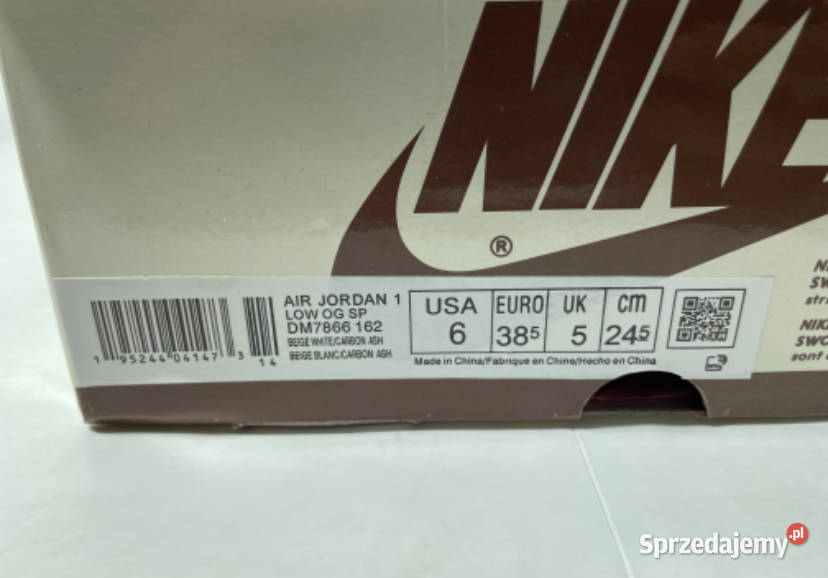 NIKE
®
AIR JORDAN 1
LOW OG SP
DM7866 162
BEIGE WHITE/CARBON ASH
BEIGE BLANC/CARBON ASH
USA EURO UK cm
6 38⁵ 5 24⁵
Made in China/Fabrique en Chine/Hecho en China
1 95244 04147 3 14
NIKE
sont
Sprzedajemy.pl